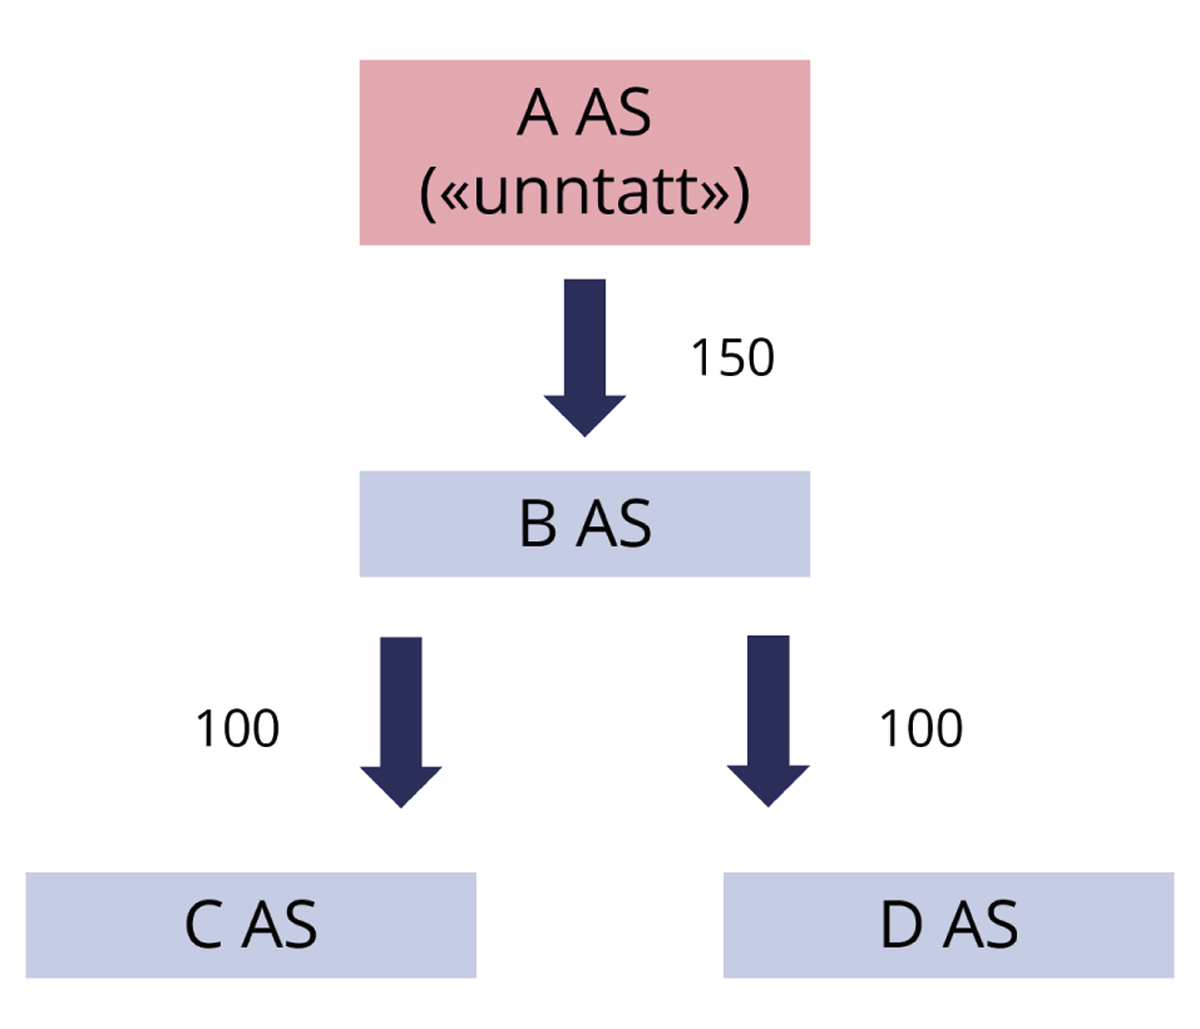 A AS
(«unntatt»)
150
B AS
100
100
C AS
D AS